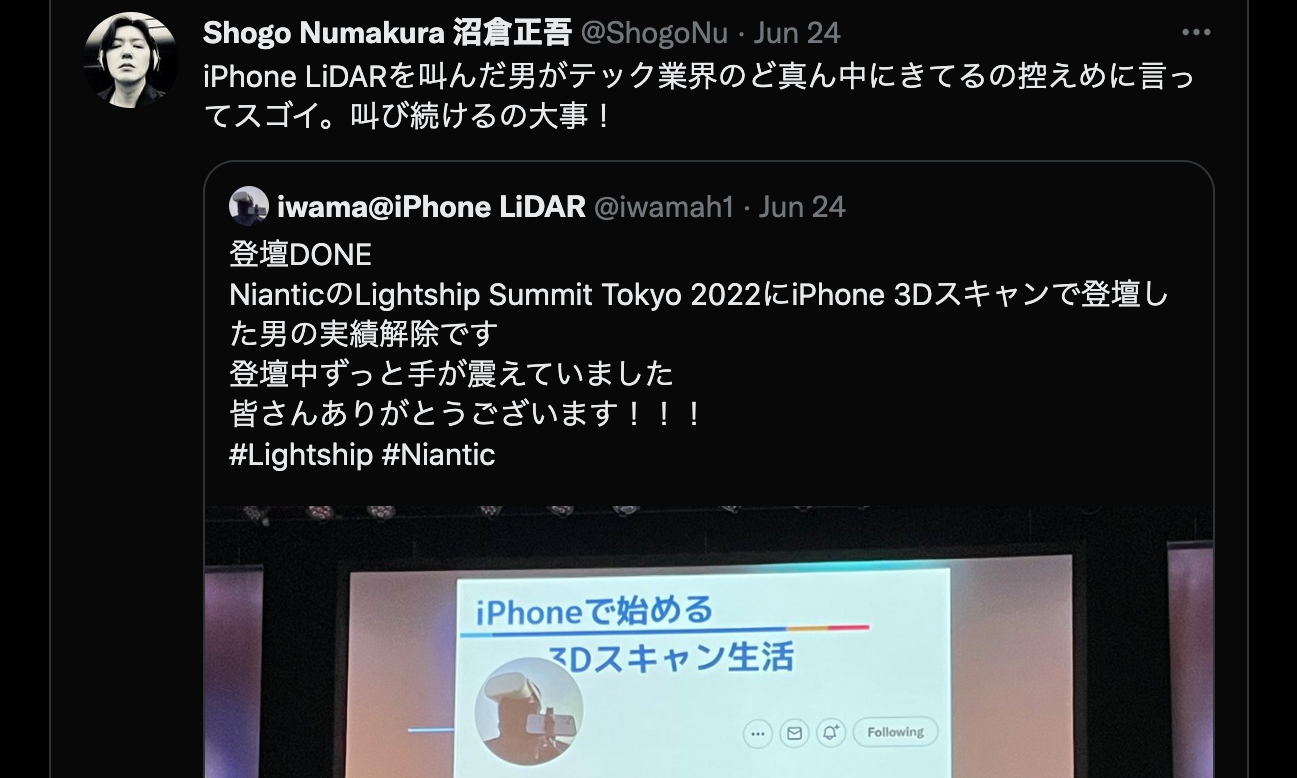 Shogo Numakura 沼倉正吾 @ShogoNu · Jun 24
iPhone LiDARを叫んだ男がテック業界のど真ん中にきてるの控えめに言っ
てスゴイ。叫び続けるの大事！
iwama@iPhone LiDAR @iwamah1 · Jun 24
登壇DONE
NianticのLightship Summit Tokyo 2022にiPhone 3Dスキャンで登壇し
た男の実績解除です
登壇中ずっと手が震えていました
皆さんありがとうございます！！！
#Lightship #Niantic
iPhoneで始める
3Dスキャン生活
Following